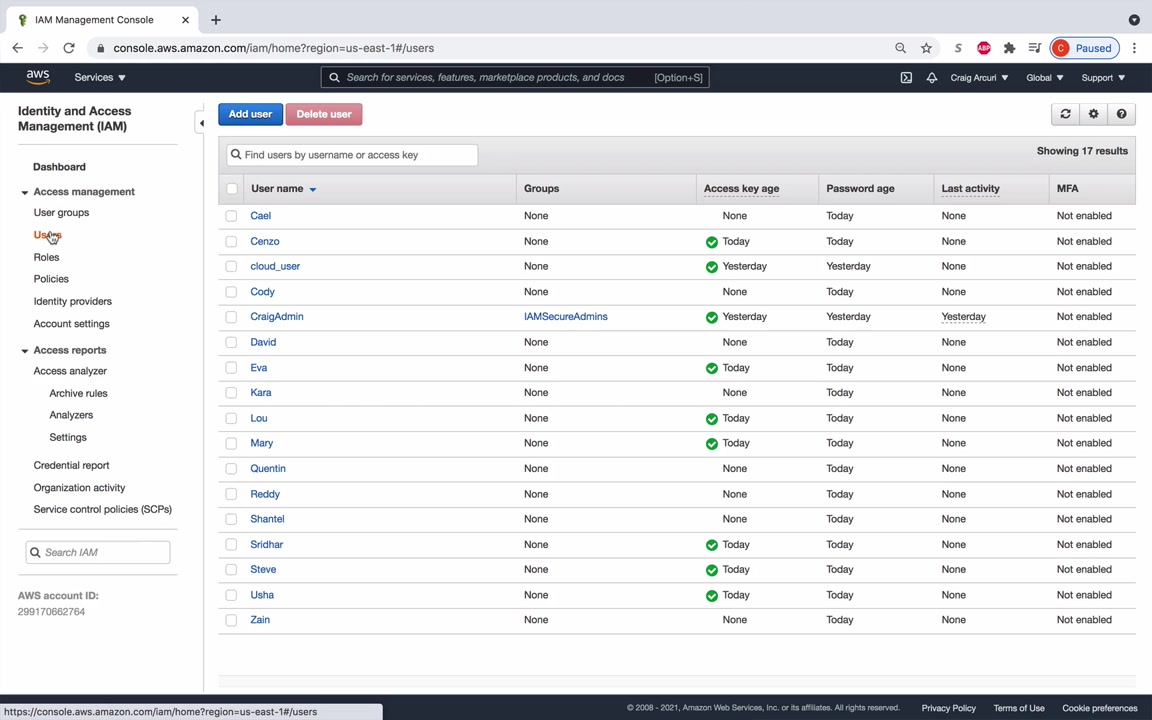 IAM Management Console
console.aws.amazon.com/iam/home?region=us-east-1#/users
S
ABP
C Paused
aws
Services
Search for services, features, marketplace products, and docs [Option+S]
Craig Arcuri
Global
Support
Identity and Access
Management (IAM)
Dashboard
Access management
User groups
Users
Roles
Policies
Identity providers
Account settings
Access reports
Access analyzer
Archive rules
Analyzers
Settings
Credential report
Organization activity
Service control policies (SCPs)
Search IAM
AWS account ID:
299170662764
Add user
Delete user
Find users by username or access key
Showing 17 results
User name Groups Access key age Password age Last activity MFA
Cael None None Today None Not enabled
Cenzo None Today Today None Not enabled
cloud_user None Yesterday Yesterday None Not enabled
Cody None None Today None Not enabled
CraigAdmin IAMSecureAdmins Yesterday Yesterday Yesterday Not enabled
David None None Today None Not enabled
Eva None Today Today None Not enabled
Kara None None Today None Not enabled
Lou None Today Today None Not enabled
Mary None Today Today None Not enabled
Quentin None None Today None Not enabled
Reddy None None Today None Not enabled
Shantel None None Today None Not enabled
Sridhar None Today Today None Not enabled
Steve None Today Today None Not enabled
Usha None Today Today None Not enabled
Zain None None Today None Not enabled
https://console.aws.amazon.com/iam/home?region=us-east-1#/users
© 2008 - 2021, Amazon Web Services, Inc. or its affiliates. All rights reserved. Privacy Policy Terms of Use Cookie preferences